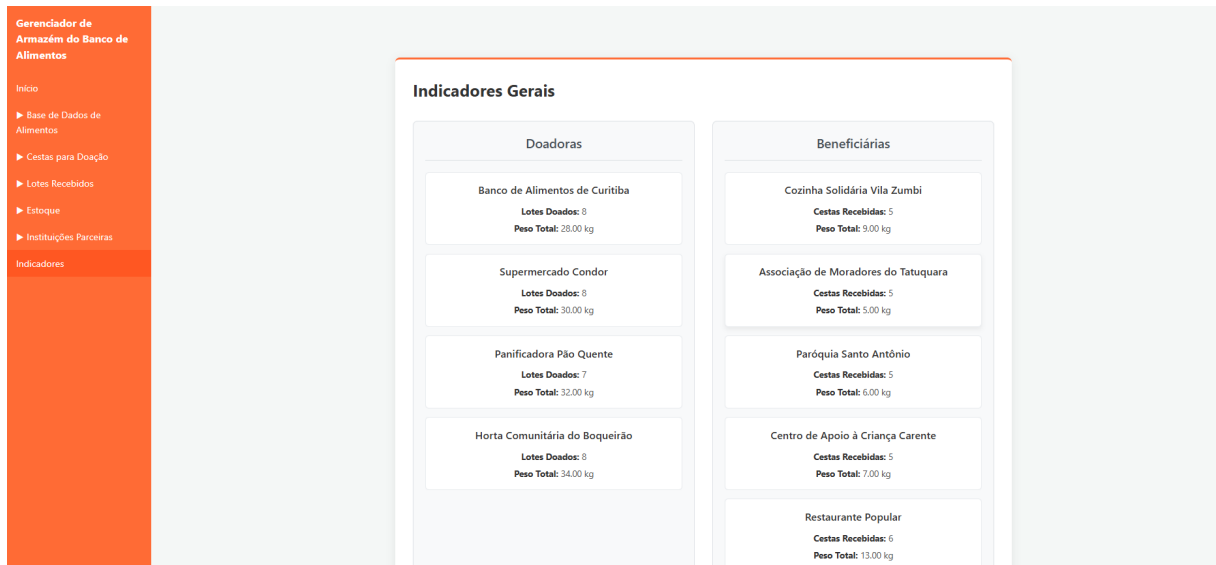 Gerenciador de
Armazém do Banco de
Alimentos
Início
▶ Base de Dados de
Alimentos
▶ Cestas para Doação
▶ Lotes Recebidos
▶ Estoque
▶ Instituições Parceiras
Indicadores
Indicadores Gerais
Doadoras
Banco de Alimentos de Curitiba
Lotes Doados: 8
Peso Total: 28.00 kg
Supermercado Condor
Lotes Doados: 8
Peso Total: 30.00 kg
Panificadora Pão Quente
Lotes Doados: 7
Peso Total: 32.00 kg
Horta Comunitária do Boqueirão
Lotes Doados: 8
Peso Total: 34.00 kg
Beneficiárias
Cozinha Solidária Vila Zumbi
Cestas Recebidas: 5
Peso Total: 9.00 kg
Associação de Moradores do Tatuquara
Cestas Recebidas: 5
Peso Total: 5.00 kg
Paróquia Santo Antônio
Cestas Recebidas: 5
Peso Total: 6.00 kg
Centro de Apoio à Criança Carente
Cestas Recebidas: 5
Peso Total: 7.00 kg
Restaurante Popular
Cestas Recebidas: 6
Peso Total: 13.00 kg